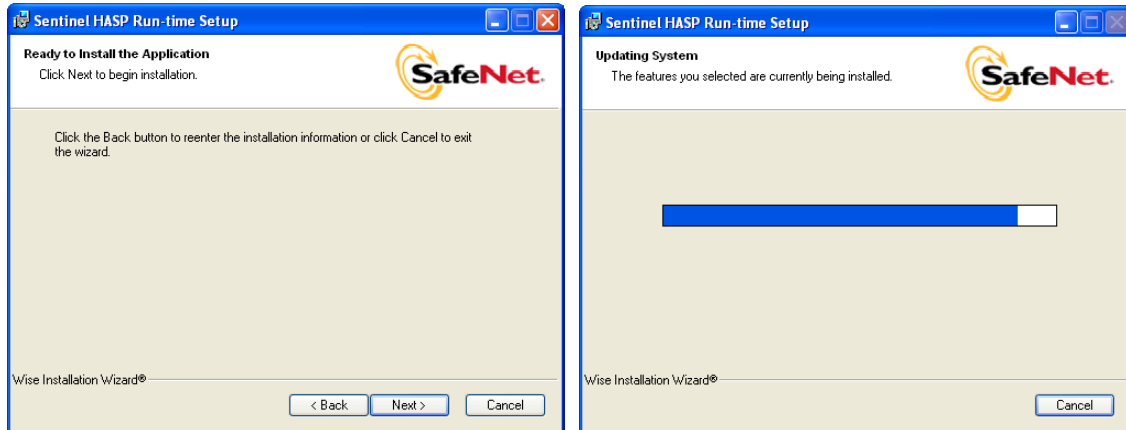 Sentinel HASP Run-time Setup
Ready to Install the Application
Click Next to begin installation.
SafeNet.
Click the Back button to reenter the installation information or click Cancel to exit
the wizard.
Wise Installation Wizard®
< Back
Next >
Cancel
Sentinel HASP Run-time Setup
Updating System
The features you selected are currently being installed.
SafeNet.
Wise Installation Wizard®
Cancel